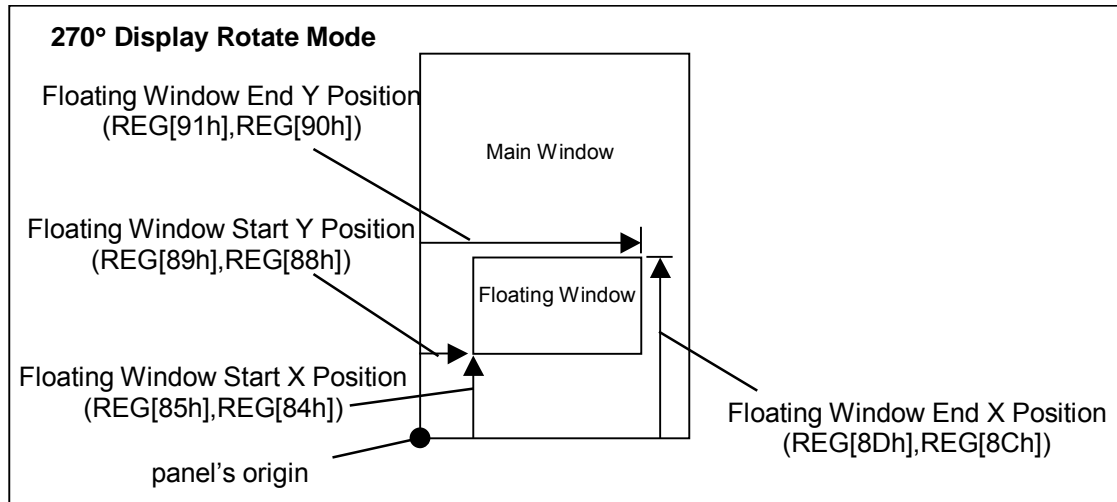 270° Display Rotate Mode
Floating Window End Y Position
(REG[91h],REG[90h])
Main Window
Floating Window Start Y Position
(REG[89h],REG[88h])
Floating Window
Floating Window Start X Position
(REG[85h],REG[84h])
Floating Window End X Position
(REG[8Dh],REG[8Ch])
panel's origin